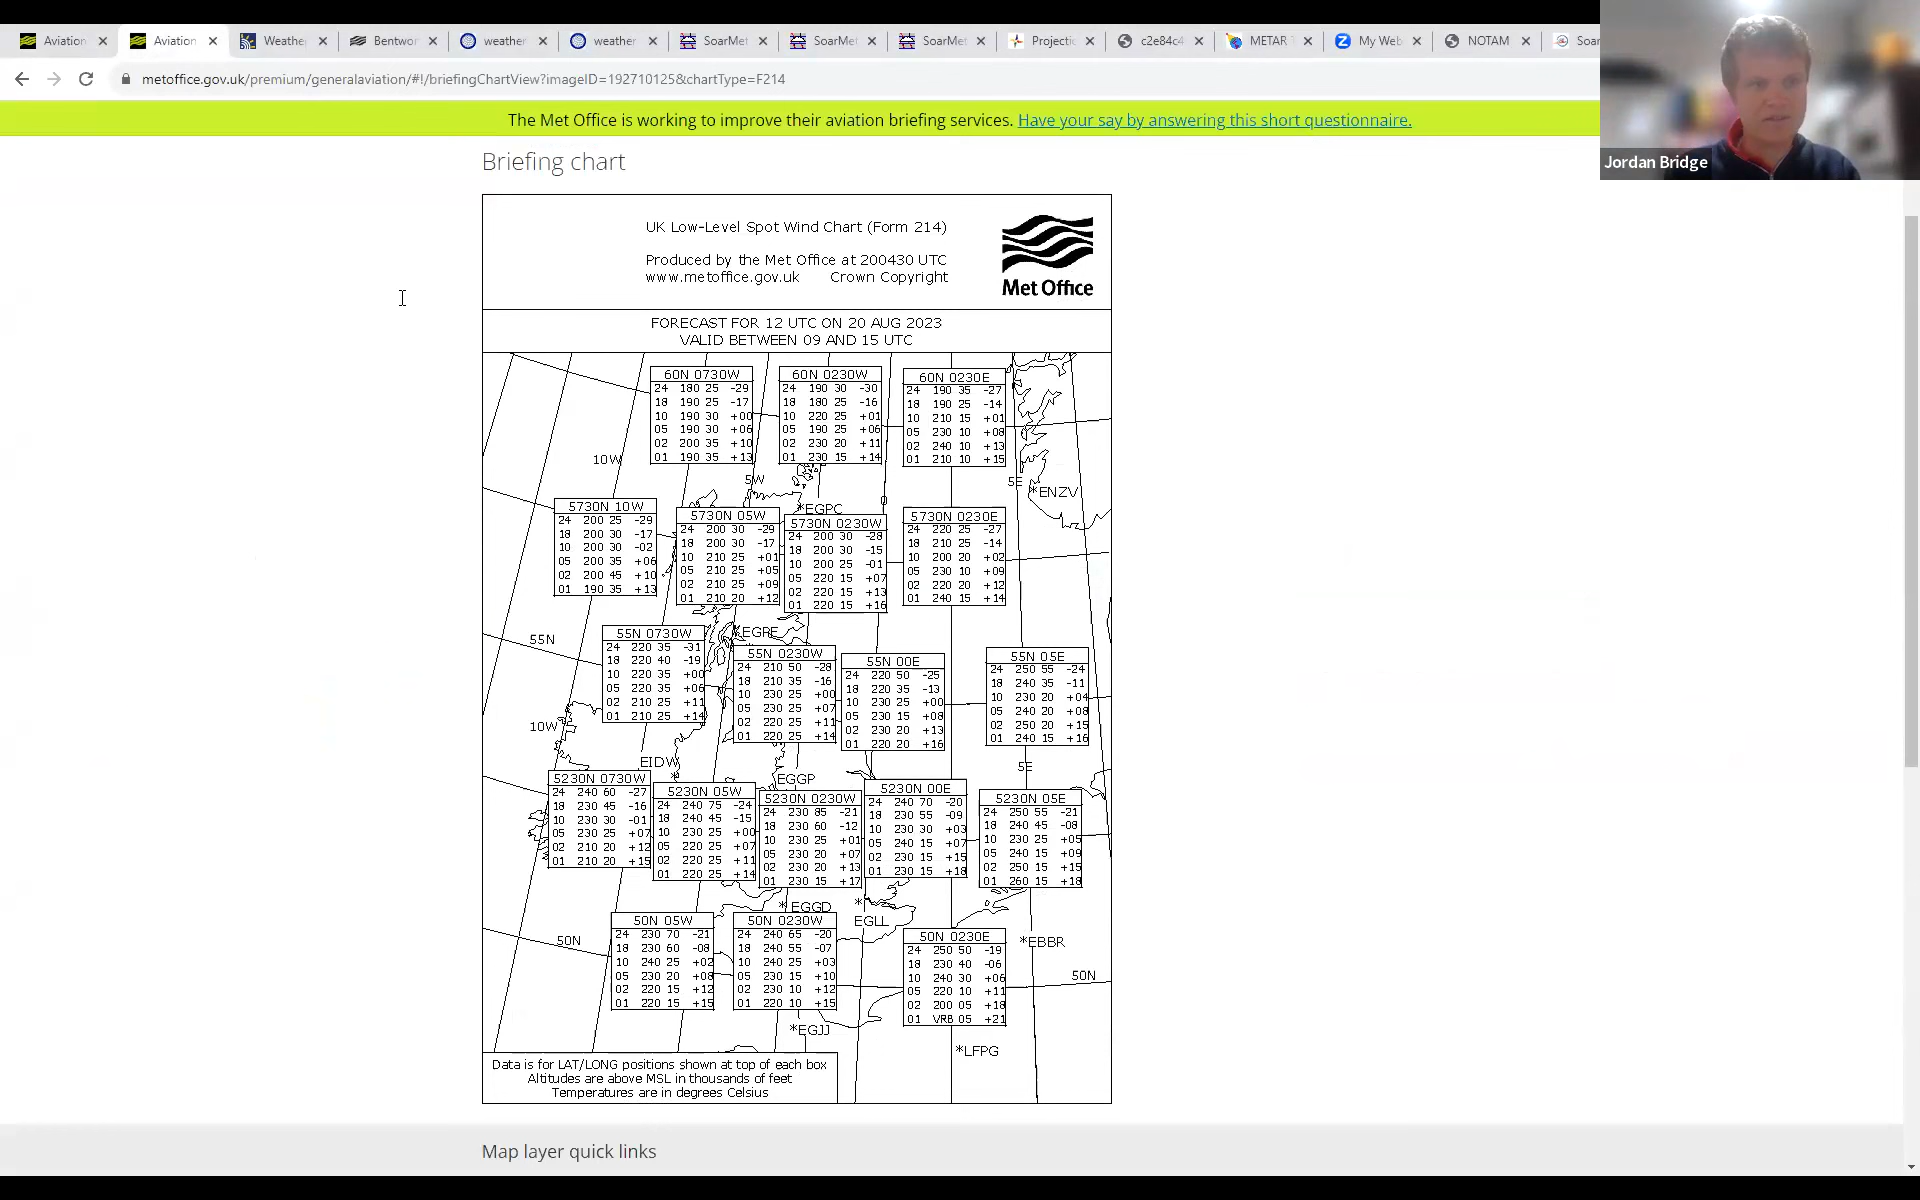 Aviation
Aviation
Weathe
Bentwor
weather
weather
SoarMet
SoarMet
SoarMet
Projectio
c2e84c4
METAR T
My Web
NOTAM
Soar
metoffice.gov.uk/premium/generalaviation/#!/briefingChartView?imageID=192710125&chartType=F214
The Met Office is working to improve their aviation briefing services. Have your say by answering this short questionnaire.
Jordan Bridge
Briefing chart
UK Low-Level Spot Wind Chart (Form 214)
Produced by the Met Office at 200430 UTC
www.metoffice.gov.uk Crown Copyright
Met Office
FORECAST FOR 12 UTC ON 20 AUG 2023
VALID BETWEEN 09 AND 15 UTC
60N 0730W
24 180 25 -29
18 190 25 -17
10 190 30 +00
05 190 30 +06
02 200 35 +10
01 190 35 +13
60N 0230W
24 190 30 -30
18 180 25 -16
10 220 25 +01
05 190 25 +06
02 230 20 +11
01 230 15 +14
60N 0230E
24 190 35 -27
18 190 25 -14
10 210 15 +01
05 230 10 +08
02 240 10 +13
01 210 10 +15
10W
5W
5E
*ENZV
0
*EGPC
5730N 10W
24 200 25 -29
18 200 30 -17
10 200 30 -02
05 200 35 +06
02 200 45 +10
01 190 35 +13
5730N 05W
24 200 30 -29
18 200 30 -17
10 210 25 +01
05 210 25 +05
02 210 25 +09
01 210 20 +12
5730N 0230W
24 200 30 -28
18 200 30 -15
10 200 25 -01
05 220 15 +07
02 220 15 +13
01 220 15 +16
5730N 0230E
24 220 25 -27
18 210 25 -14
10 200 20 +02
05 230 10 +09
02 220 20 +12
01 240 15 +14
55N
*EGPF
55N 0730W
24 220 35 -31
18 220 40 -19
10 220 35 +00
05 220 35 +06
02 210 25 +11
01 210 25 +14
55N 0230W
24 210 50 -28
18 210 35 -16
10 230 25 +00
05 230 25 +07
02 220 25 +11
01 220 25 +14
55N 00E
24 220 50 -25
18 220 35 -13
10 230 25 +00
05 230 15 +08
02 230 20 +13
01 220 20 +16
55N 05E
24 250 55 -24
18 240 35 -11
10 230 20 +04
05 240 20 +08
02 250 20 +15
01 240 15 +16
10W
EIDW
*
EGGP
5E
5230N 0730W
24 240 60 -27
18 230 45 -16
10 230 30 -01
05 230 25 +07
02 210 20 +12
01 210 20 +15
5230N 05W
24 240 75 -24
18 240 45 -15
10 230 25 +00
05 220 25 +07
02 220 25 +11
01 220 25 +14
5230N 0230W
24 230 85 -21
18 230 60 -12
10 230 25 +01
05 230 20 +07
02 230 20 +13
01 230 15 +17
5230N 00E
24 240 70 -20
18 230 55 -09
10 230 30 +03
05 240 15 +07
02 230 15 +15
01 230 15 +18
5230N 05E
24 250 55 -21
18 240 45 -08
10 230 25 +05
05 240 15 +09
02 250 15 +15
01 260 15 +18
*EGGD
*
EGLL
50N
*EBBR
50N
50N 05W
24 230 70 -21
18 230 60 -08
10 240 25 +02
05 230 20 +08
02 220 15 +12
01 220 15 +15
50N 0230W
24 240 65 -20
18 240 55 -07
10 240 25 +03
05 230 15 +10
02 230 10 +12
01 220 10 +15
50N 0230E
24 250 50 -19
18 230 40 -06
10 240 30 +06
05 220 10 +11
02 200 05 +18
01 VRB 05 +21
*EGJJ
*LFPG
Data is for LAT/LONG positions shown at top of each box
Altitudes are above MSL in thousands of feet
Temperatures are in degrees Celsius
Map layer quick links